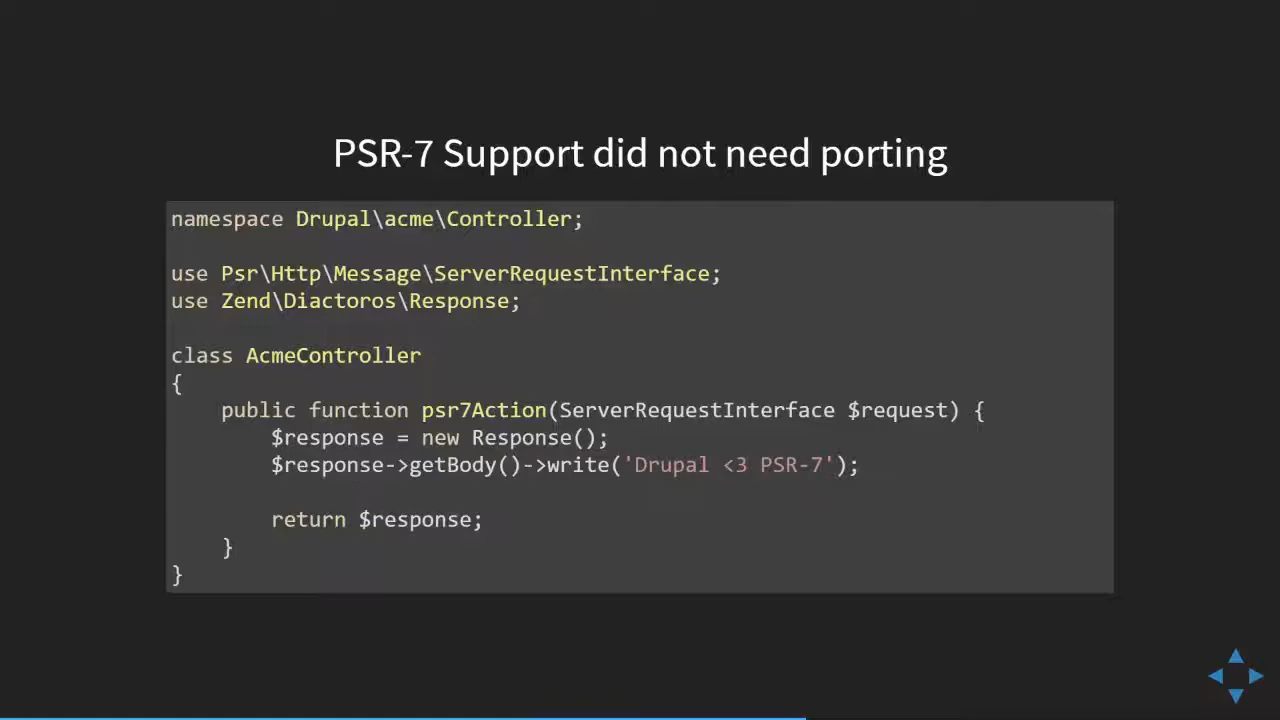 PSR-7 Support did not need porting
namespace Drupal\acme\Controller;
use Psr\Http\Message\ServerRequestInterface;
use Zend\Diactoros\Response;
class AcmeController
{
    public function psr7Action(ServerRequestInterface $request) {
        $response = new Response();
        $response->getBody()->write('Drupal <3 PSR-7');
        return $response;
    }
}